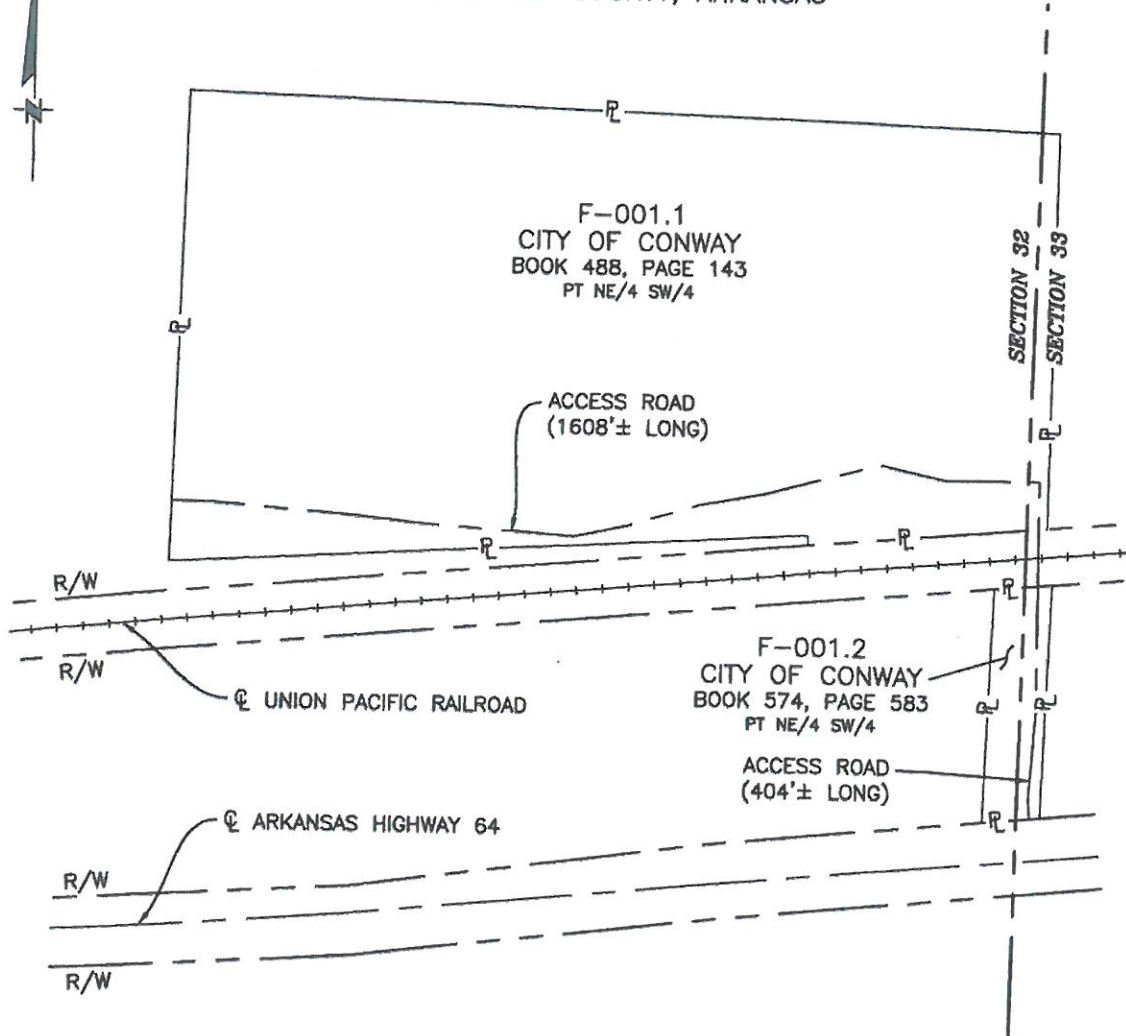 ARKANSAS
N
PL
F-001.1
CITY OF CONWAY
BOOK 488, PAGE 143
PT NE/4 SW/4
SECTION 32
SECTION 33
PL
ACCESS ROAD
(1608'± LONG)
PL
PL
PL
R/W
R/W
PL
℄ UNION PACIFIC RAILROAD
F-001.2
CITY OF CONWAY
BOOK 574, PAGE 583
PT NE/4 SW/4
PL
PL
ACCESS ROAD
(404'± LONG)
PL
℄ ARKANSAS HIGHWAY 64
R/W
R/W